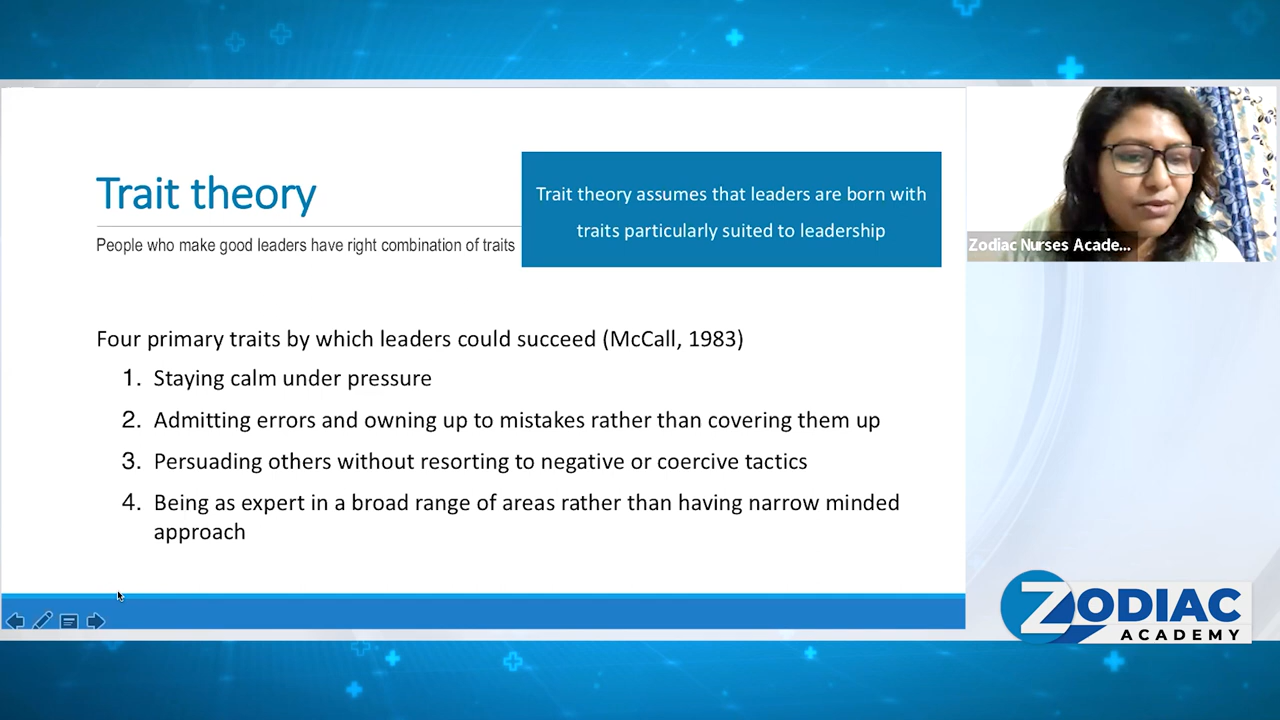 Trait theory
People who make good leaders have right combination of traits
Trait theory assumes that leaders are born with
traits particularly suited to leadership
Four primary traits by which leaders could succeed (McCall, 1983)
1. Staying calm under pressure
2. Admitting errors and owning up to mistakes rather than covering them up
3. Persuading others without resorting to negative or coercive tactics
4. Being as expert in a broad range of areas rather than having narrow minded
approach
Zodiac Nurses Acade...
ZODIAC
ACADEMY